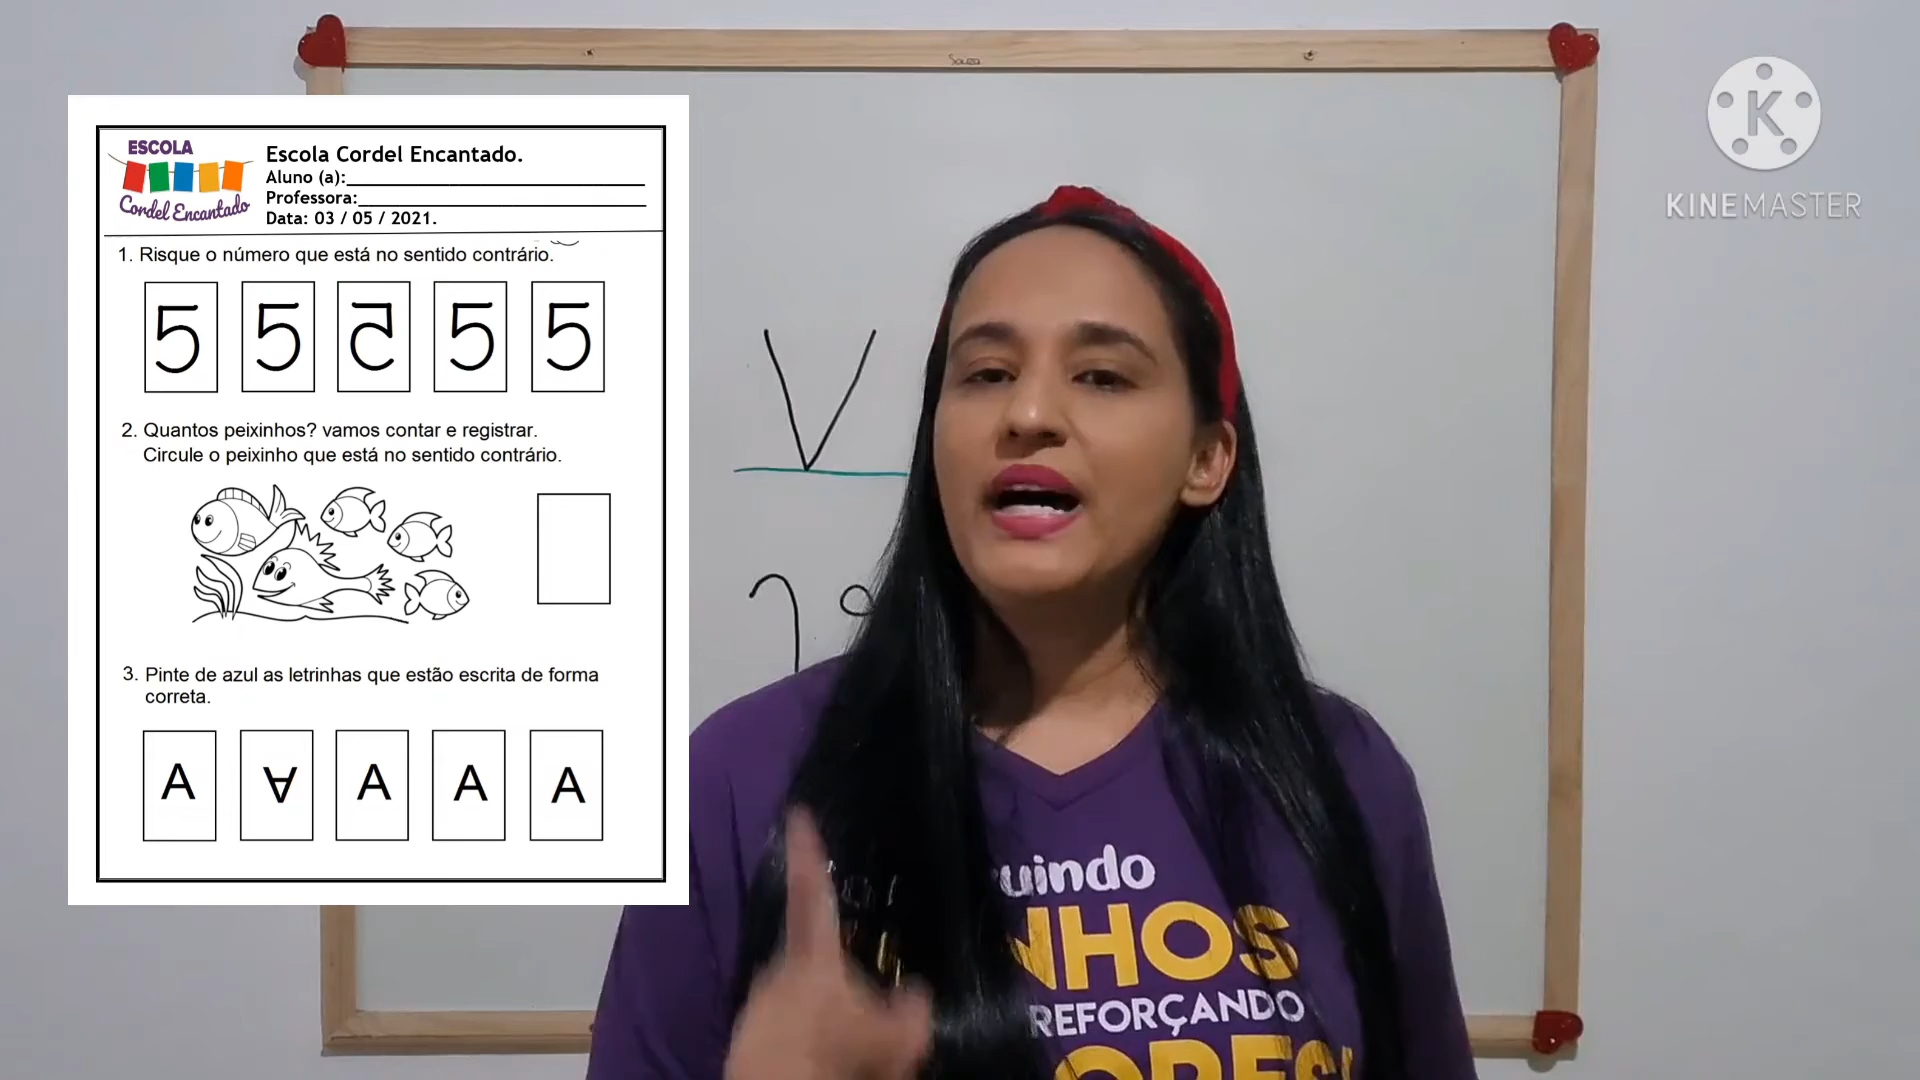 Souza
KINEMASTER
ESCOLA
Cordel Encantado
Escola Cordel Encantado.
Aluno (a):
Professora:
Data: 03 / 05 / 2021.
1. Risque o número que está no sentido contrário.
5 5 5 5 5
2. Quantos peixinhos? vamos contar e registrar.
Circule o peixinho que está no sentido contrário.
3. Pinte de azul as letrinhas que estão escrita de forma
correta.
A A A A A
V
uindo
NHOS
REFORÇANDO